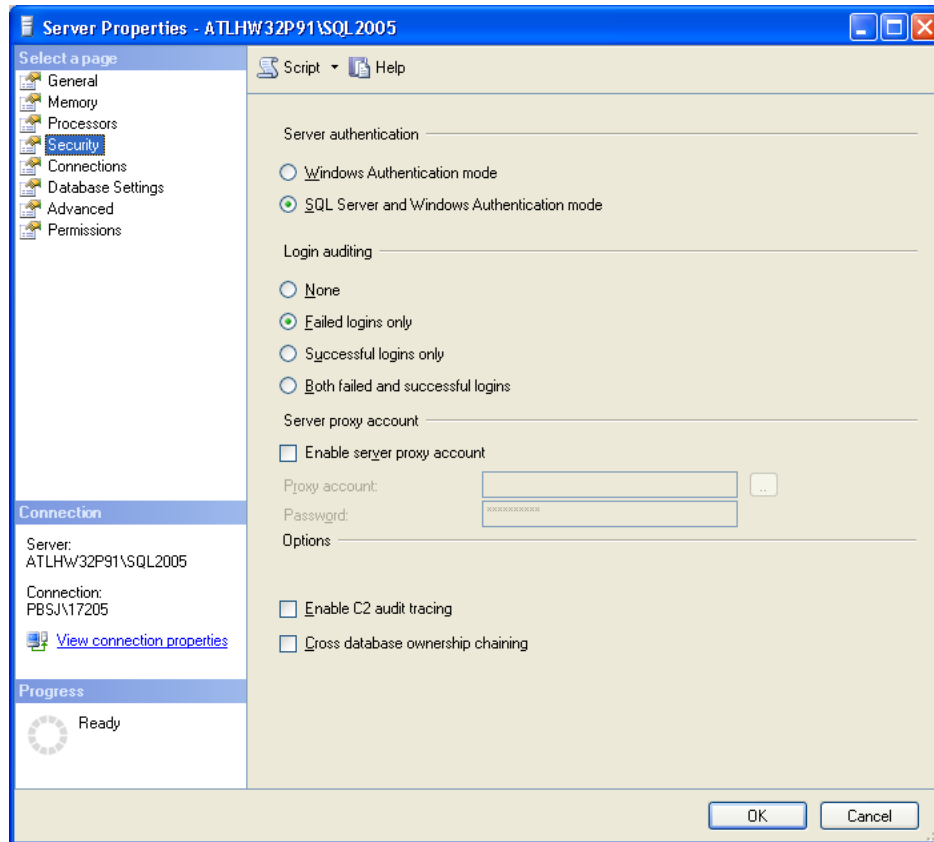 Server Properties - ATLHW32P91\SQL2005
Select a page
General
Memory
Processors
Security
Connections
Database Settings
Advanced
Permissions
Script Help
Server authentication
Windows Authentication mode
SQL Server and Windows Authentication mode
Login auditing
None
Failed logins only
Successful logins only
Both failed and successful logins
Server proxy account
Enable server proxy account
Proxy account:
..
Password:
××××××××××
Options
Enable C2 audit tracing
Cross database ownership chaining
Connection
Server:
ATLHW32P91\SQL2005
Connection:
PBSJ\17205
View connection properties
Progress
Ready
OK Cancel